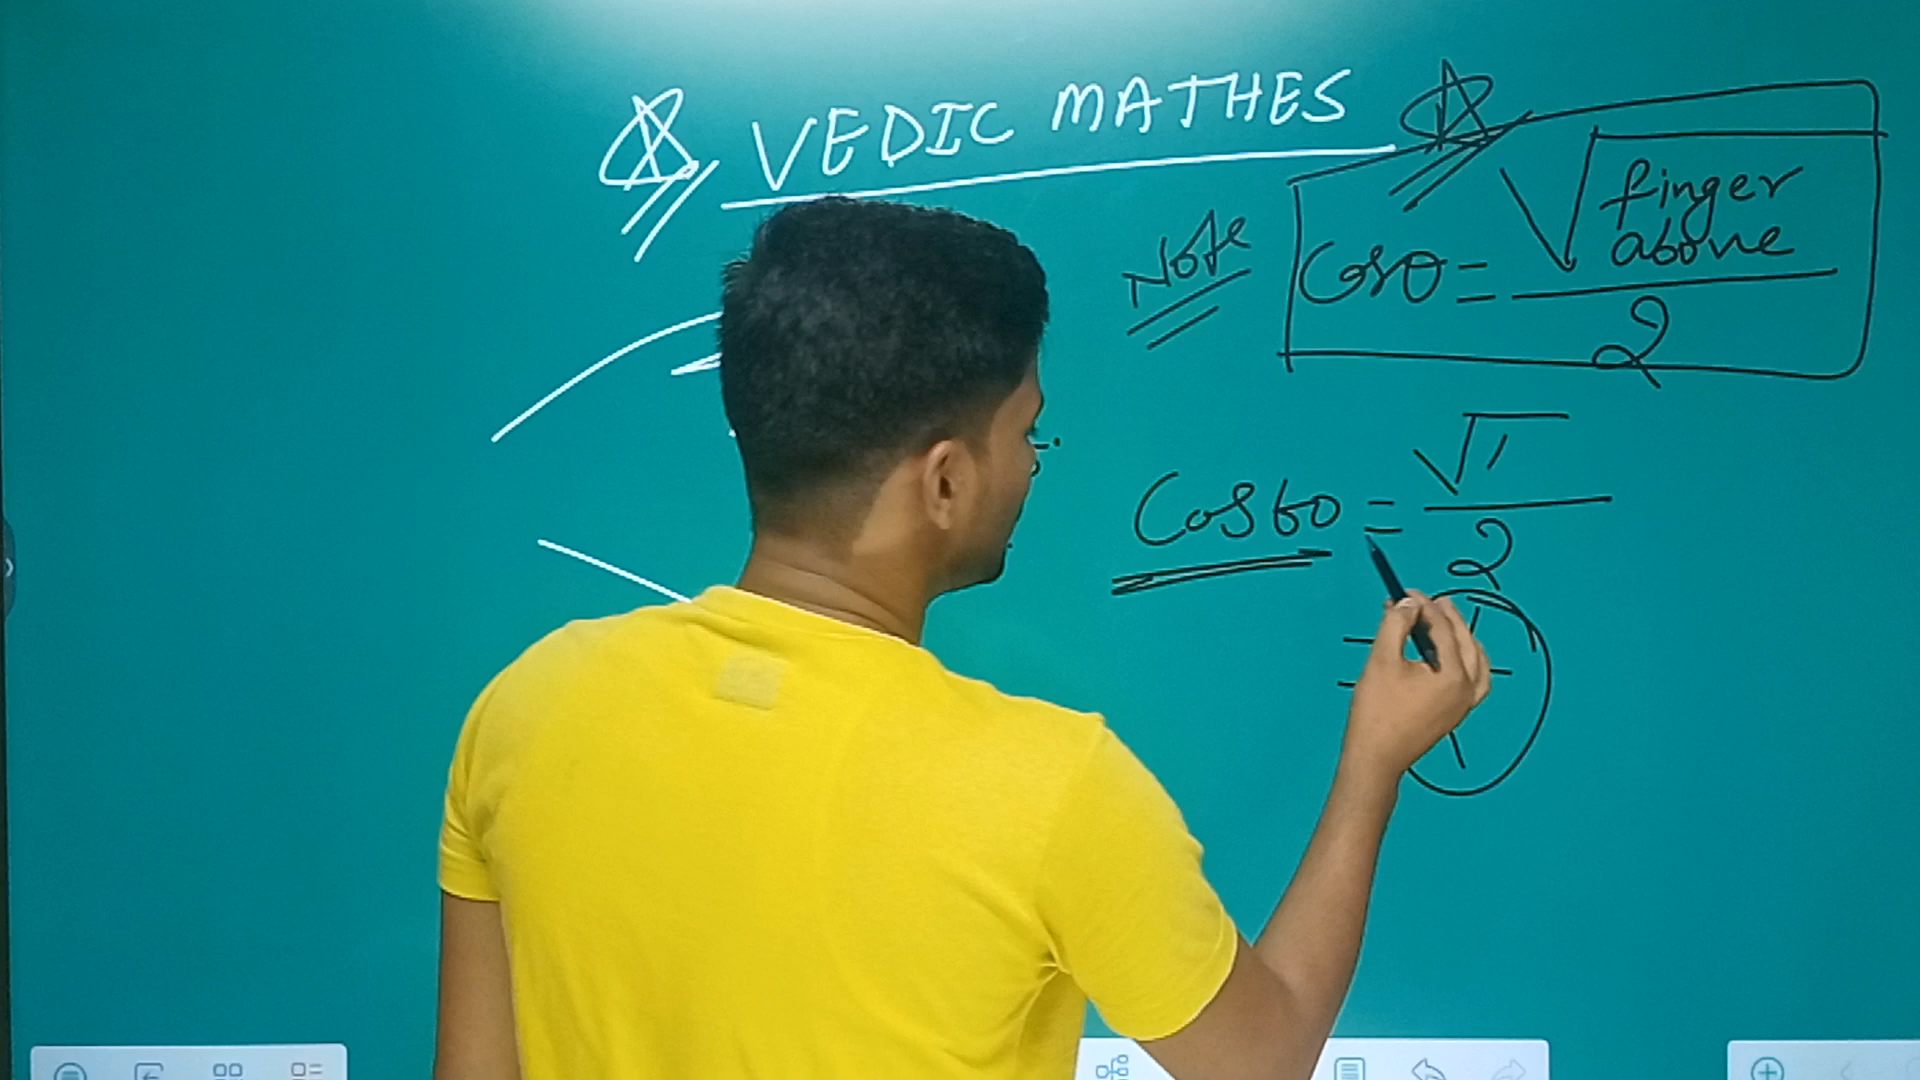 VEDIC MATHES
Note
Cosθ = √finger above / 2
Cos60 = √1 / 2
=